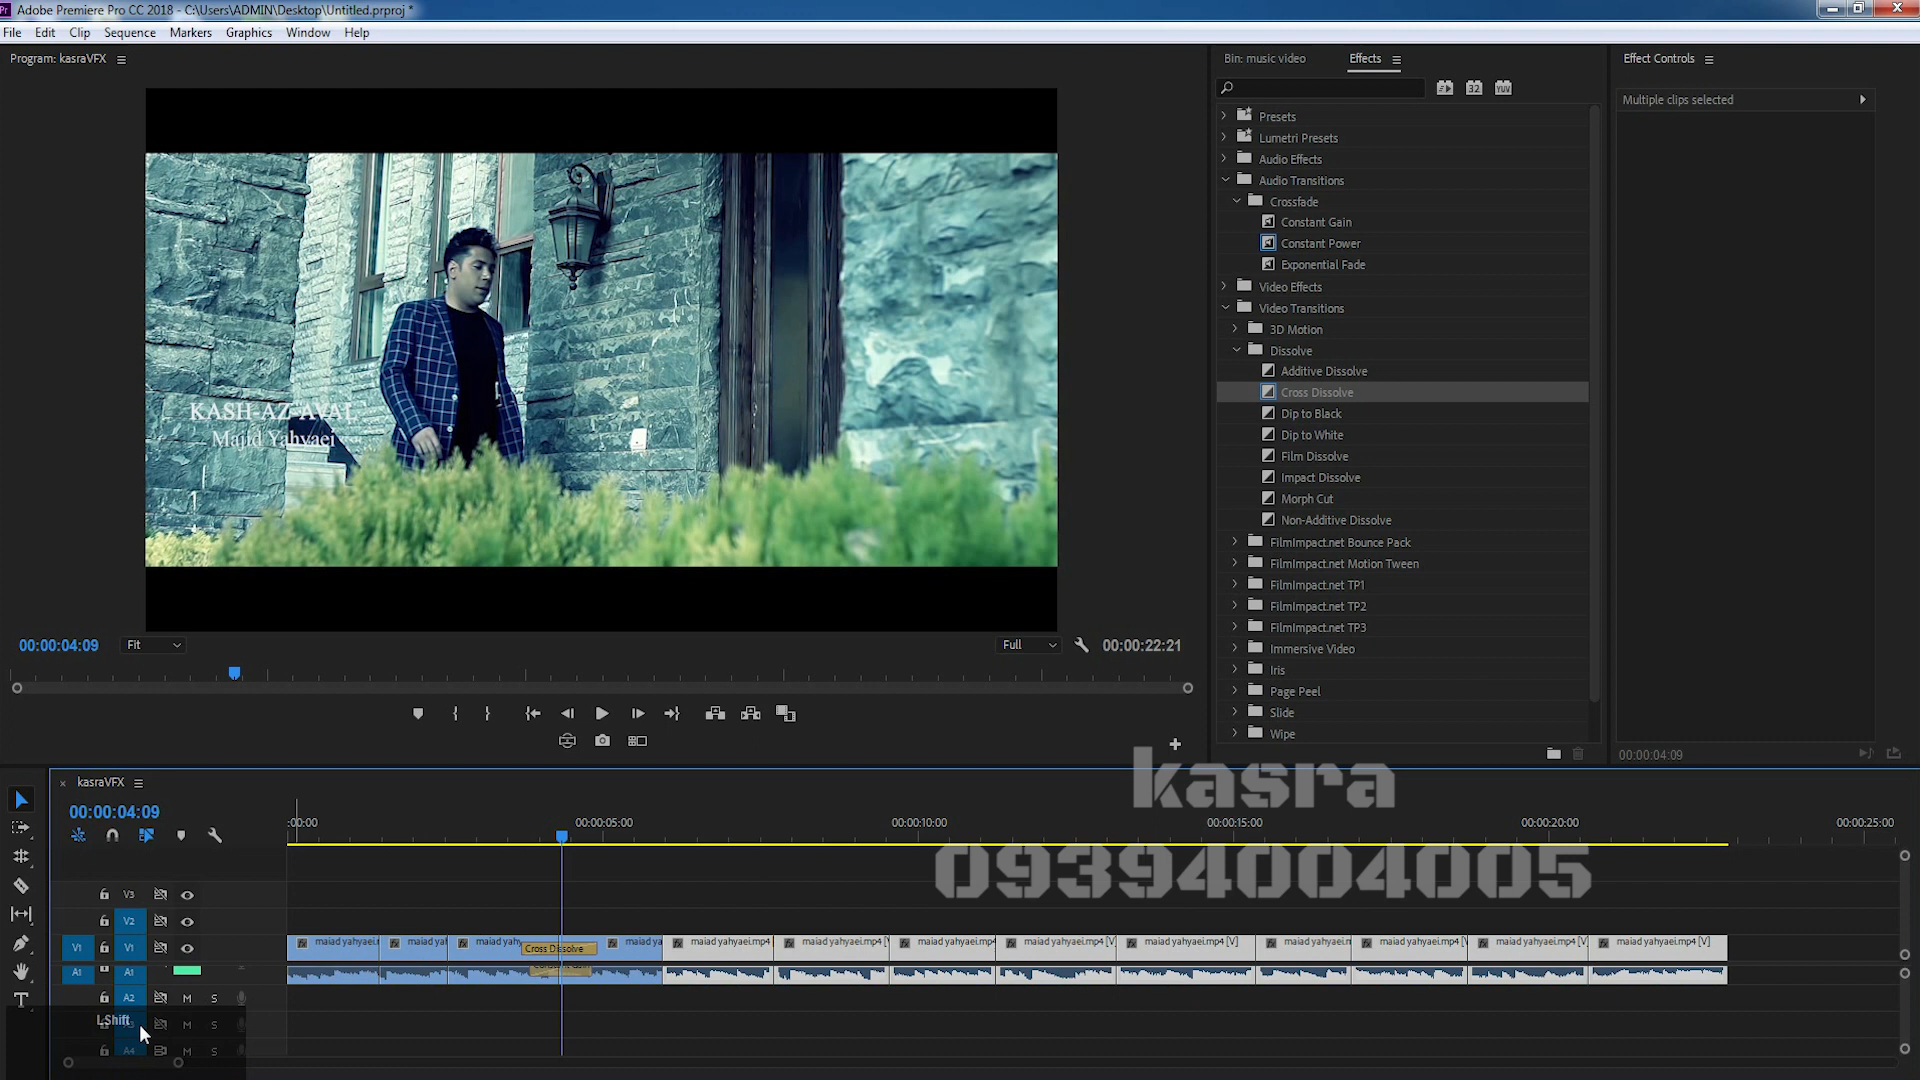 Adobe Premiere Pro CC 2018 - C:\Users\ADMIN\Desktop\Untitled.prproj *
File Edit Clip Sequence Markers Graphics Window Help
Program: kasraVFX
Bin: music video
Effects
Effect Controls
Multiple clips selected
32
YUV
Presets
Lumetri Presets
Audio Effects
Audio Transitions
Crossfade
Constant Gain
Constant Power
Exponential Fade
Video Effects
Video Transitions
3D Motion
Dissolve
Additive Dissolve
Cross Dissolve
Dip to Black
Dip to White
Film Dissolve
Impact Dissolve
Morph Cut
Non-Additive Dissolve
FilmImpact.net Bounce Pack
FilmImpact.net Motion Tween
FilmImpact.net TP1
FilmImpact.net TP2
FilmImpact.net TP3
Immersive Video
Iris
Page Peel
Slide
Wipe
KASH-AZ-AVAL
Majid Yahyaei
00:00:04:09
Fit
Full
00:00:22:21
00:00:04:09
kasra
09394004005
kasraVFX
00:00:04:09
:00:00 00:00:05:00 00:00:10:00 00:00:15:00 00:00:20:00 00:00:25:00
V3
V2
V1 V1
maiad yahyaei.mp4 [V]
Cross Dissolve
A1 A1
A2 M S
LShift
M S
A4 M S